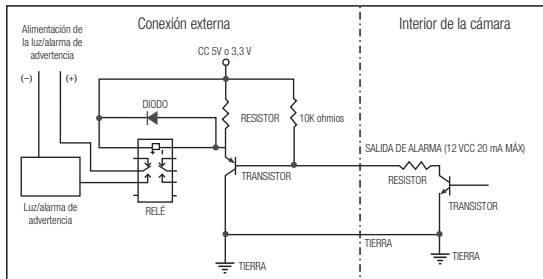 Conexión externa
Interior de la cámara
Alimentación de
la luz/alarma de
advertencia
CC 5V o 3,3 V
(−)
(+)
DIODO
RESISTOR
10K ohmios
SALIDA DE ALARMA (12 VCC 20 mA MÁX)
+
-
TRANSISTOR
RESISTOR
TRANSISTOR
Luz/alarma de
advertencia
RELÉ
TIERRA
TIERRA
TIERRA